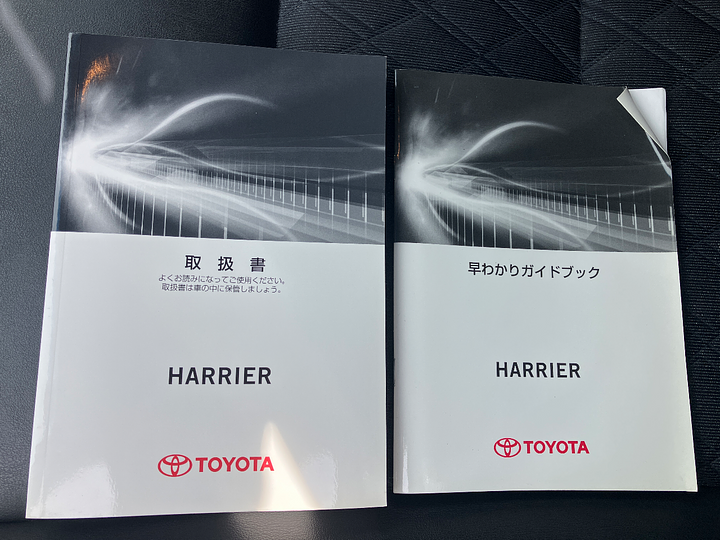 取扱書
よくお読みになってご使用ください。
取扱書は車の中に保管しましょう。
HARRIER
TOYOTA
早わかりガイドブック
HARRIER
TOYOTA